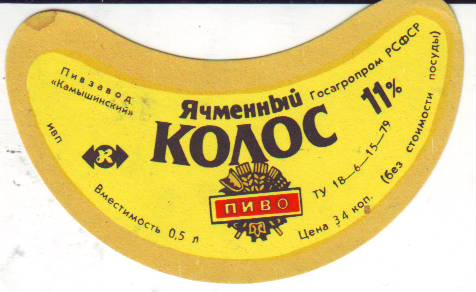 Пивзавод
«Камышинский»
ИВП
К
Вместимость 0,5 л
Ячменный
КОЛОС
ПИВО
Госагропром РСФСР
11%
ТУ 18—6—15—79
Цена 34 коп.
(без стоимости посуды)